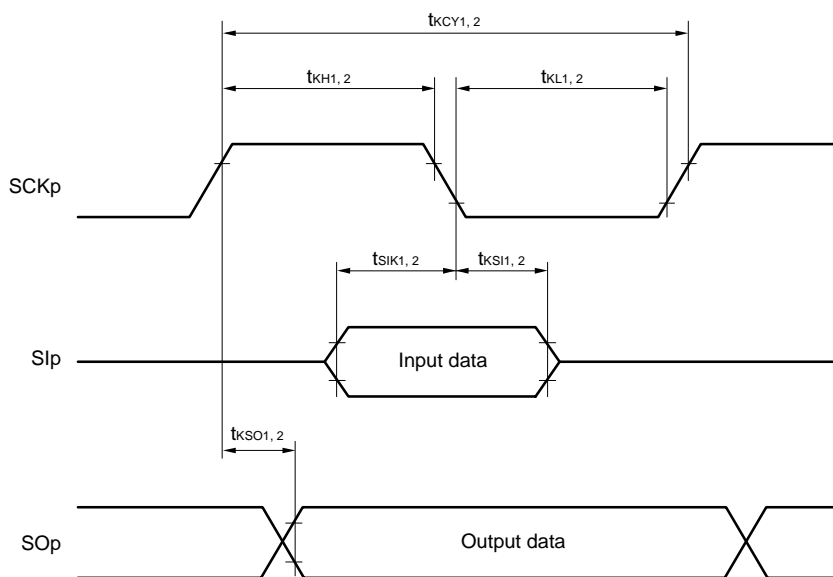 tKCY1, 2
tKH1, 2
tKL1, 2
SCKp
tSIK1, 2
tKSI1, 2
SIp
Input data
tKSO1, 2
SOp
Output data